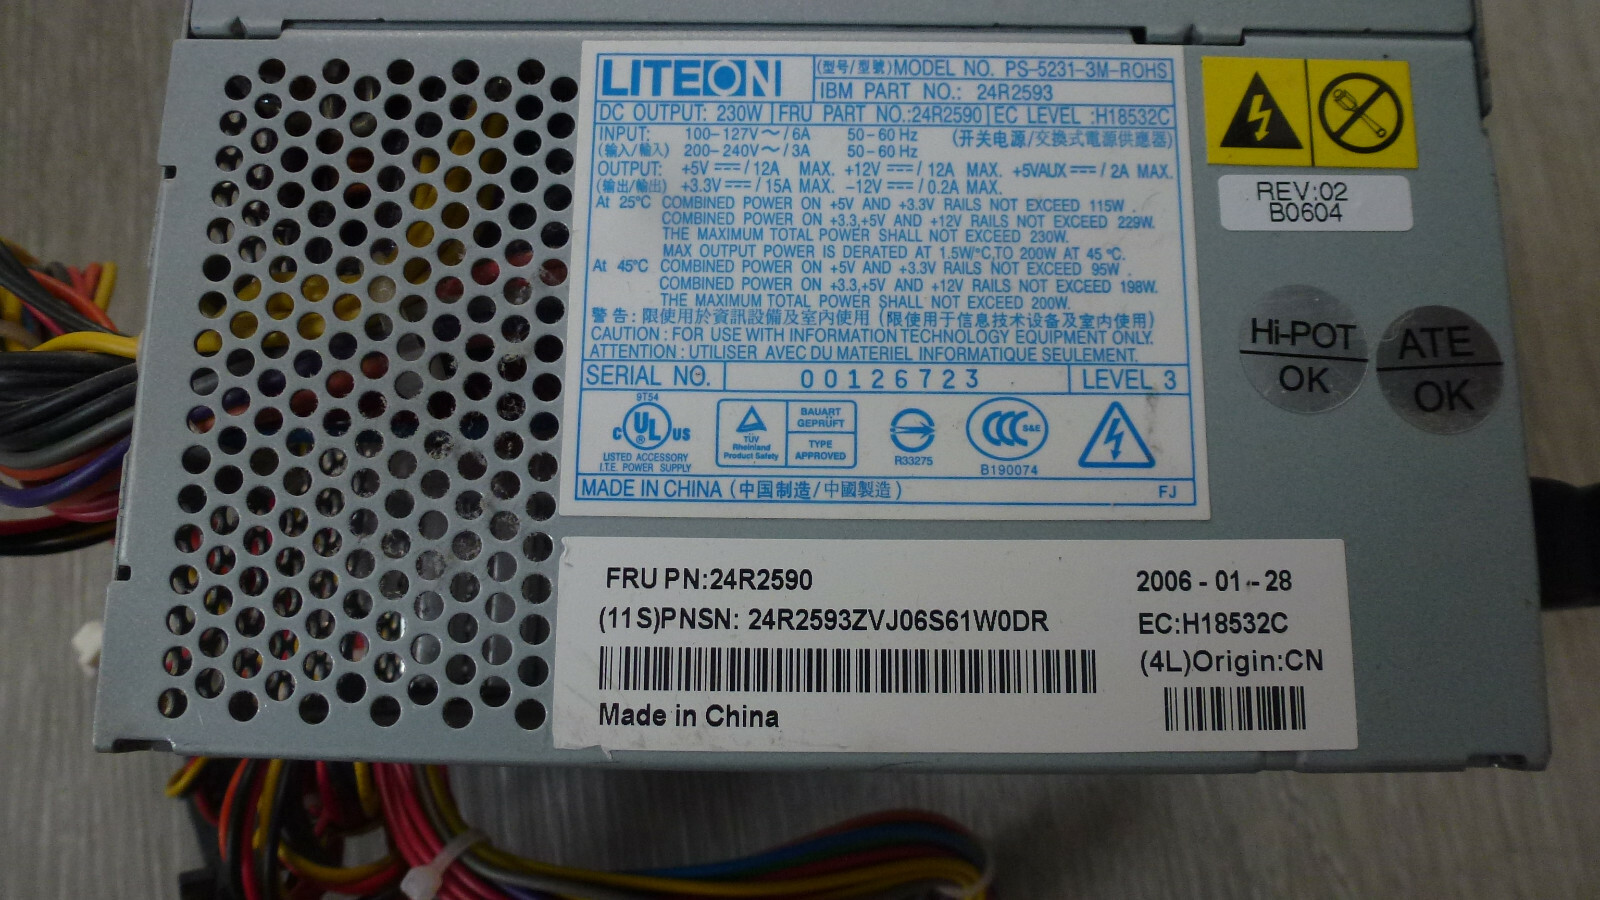 LITEON
(型号/型號)MODEL NO. PS-5231-3M-ROHS
IBM PART NO.: 24R2593
DC OUTPUT: 230W FRU PART NO.:24R2590 EC LEVEL :H18532C
INPUT: 100-127V～/6A 50-60 Hz (开关电源/交換式電源供應器)
(输入/輸入) 200-240V～/3A 50-60 Hz
OUTPUT: +5V⎓/12A MAX. +12V⎓/12A MAX. +5VAUX⎓/2A MAX.
(输出/輸出) +3.3V⎓/15A MAX. -12V⎓/0.2A MAX.
At 25°C COMBINED POWER ON +5V AND +3.3V RAILS NOT EXCEED 115W.
COMBINED POWER ON +3.3,+5V AND +12V RAILS NOT EXCEED 229W.
THE MAXIMUM TOTAL POWER SHALL NOT EXCEED 230W.
MAX OUTPUT POWER IS DERATED AT 1.5W/°C,TO 200W AT 45 °C.
At 45°C COMBINED POWER ON +5V AND +3.3V RAILS NOT EXCEED 95W .
COMBINED POWER ON +3.3,+5V AND +12V RAILS NOT EXCEED 198W.
THE MAXIMUM TOTAL POWER SHALL NOT EXCEED 200W.
警告: 限使用於資訊設備及室內使用 (限使用于信息技术设备及室内使用)
CAUTION: FOR USE WITH INFORMATION TECHNOLOGY EQUIPMENT ONLY.
ATTENTION: UTILISER AVEC DU MATERIEL INFORMATIQUE SEULEMENT.
SERIAL NO. 00126723 LEVEL 3
9T54
c UL ® US
LISTED ACCESSORY
I.T.E. POWER SUPPLY
TÜV
Rheinland
Product Safety
BAUART
GEPRÜFT
TYPE
APPROVED
R33275
CCC S&E
B190074
MADE IN CHINA (中国制造/中國製造) FJ
REV:02
B0604
Hi-POT
OK
ATE
OK
FRU PN:24R2590 2006-01-28
(11S)PNSN: 24R2593ZVJ06S61W0DR EC:H18532C
(4L)Origin:CN
Made in China